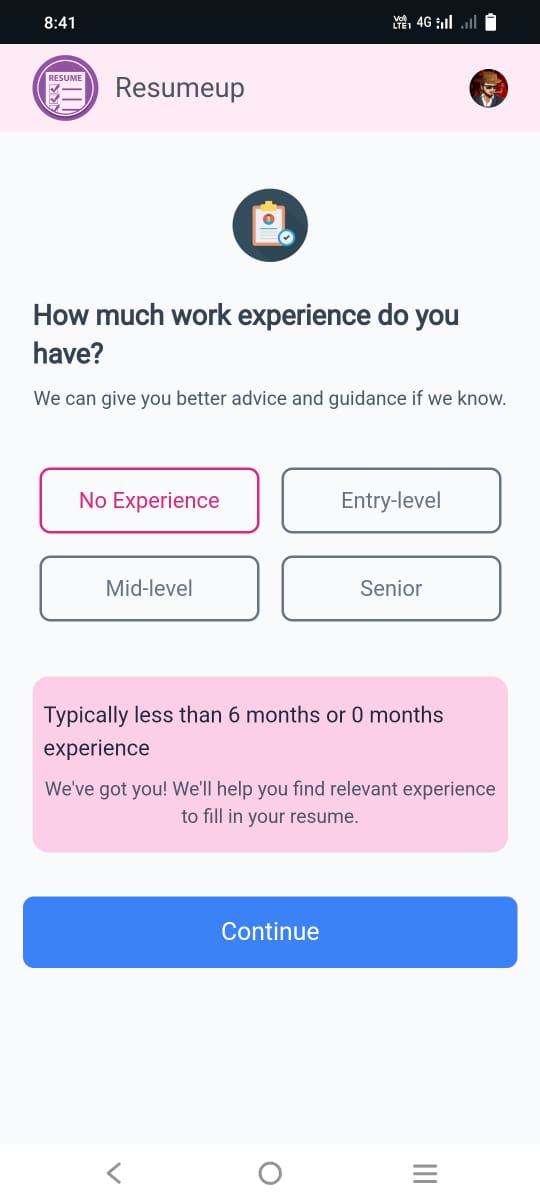 8:41
Vo) LTE1 4G
RESUME
Resumeup
How much work experience do you
have?
We can give you better advice and guidance if we know.
No Experience
Entry-level
Mid-level
Senior
Typically less than 6 months or 0 months
experience
We've got you! We'll help you find relevant experience
to fill in your resume.
Continue